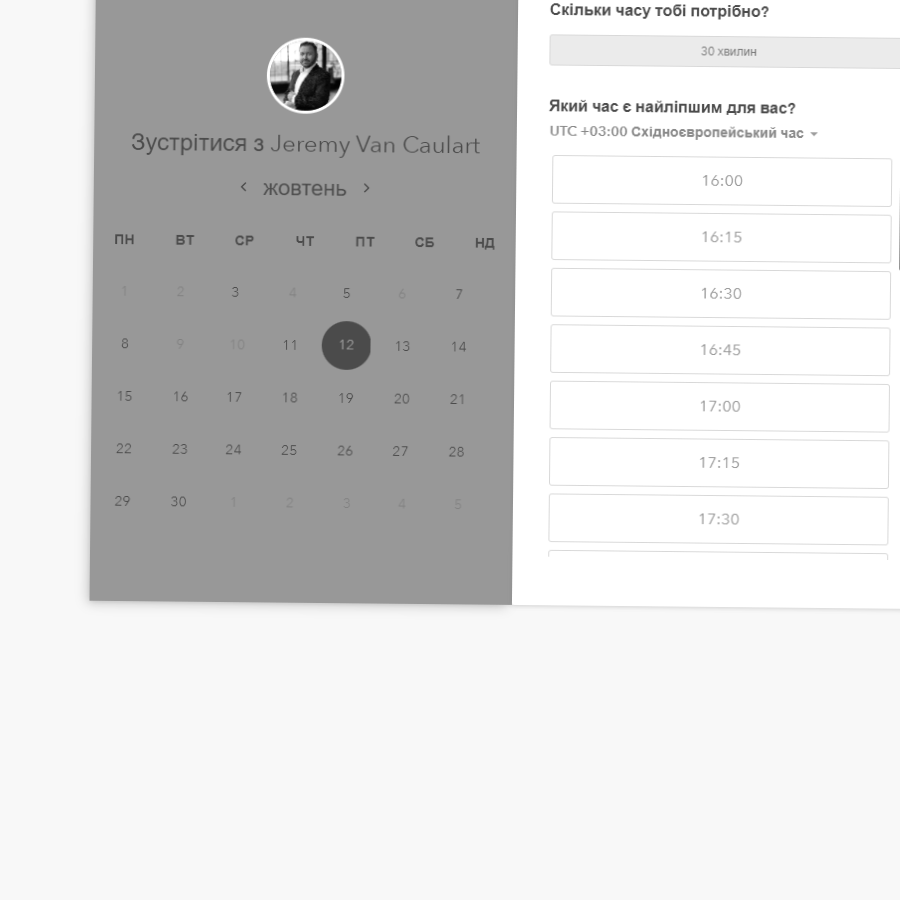 Зустрітися з Jeremy Van Caulart
‹ жовтень ›
ПН ВТ СР ЧТ ПТ СБ НД
1 2 3 4 5 6 7
8 9 10 11 12 13 14
15 16 17 18 19 20 21
22 23 24 25 26 27 28
29 30 1 2 3 4 5
Скільки часу тобі потрібно?
30 хвилин
Який час є найліпшим для вас?
UTC +03:00 Східноєвропейський час
16:00
16:15
16:30
16:45
17:00
17:15
17:30